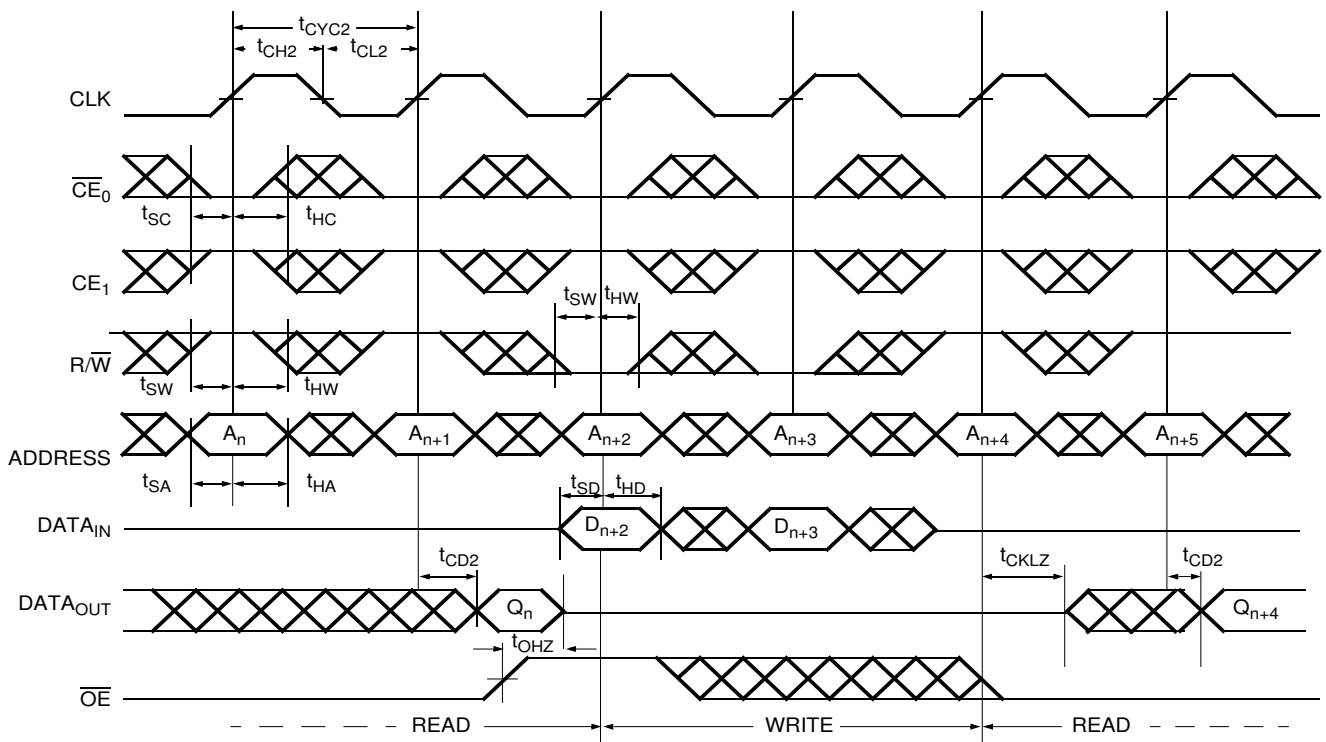 tCYC2
tCH2 tCL2
CLK
CE0
tSC tHC
CE1
tSW tHW
R/W
tSW tHW
An An+1 An+2 An+3 An+4 An+5
ADDRESS
tSA tHA tSD tHD
DATAIN Dn+2 Dn+3
tCD2 tCKLZ tCD2
DATAOUT Qn Qn+4
tOHZ
OE
READ WRITE READ